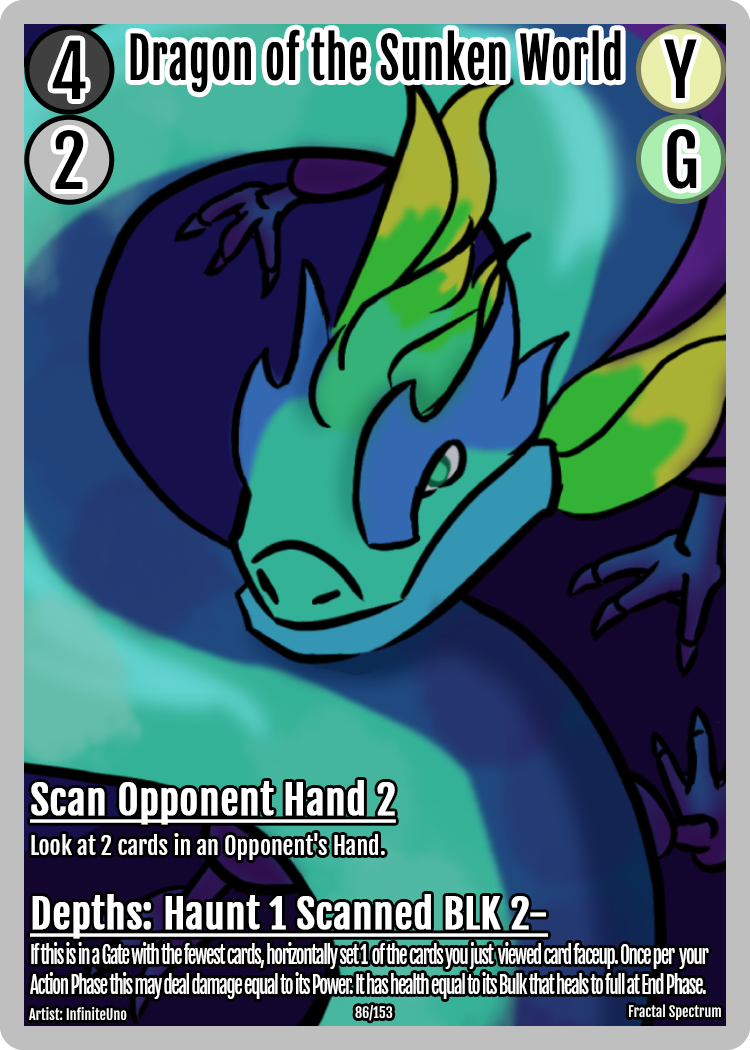 4 Dragon of the Sunken World Y
2 G
Scan Opponent Hand 2
Look at 2 cards in an Opponent's Hand.
Depths: Haunt 1 Scanned BLK 2-
If this is in a Gate with the fewest cards, horizontally set 1 of the cards you just viewed card faceup. Once per your
Action Phase this may deal damage equal to its Power. It has health equal to its Bulk that heals to full at End Phase.
Artist: InfiniteUno 86/153 Fractal Spectrum